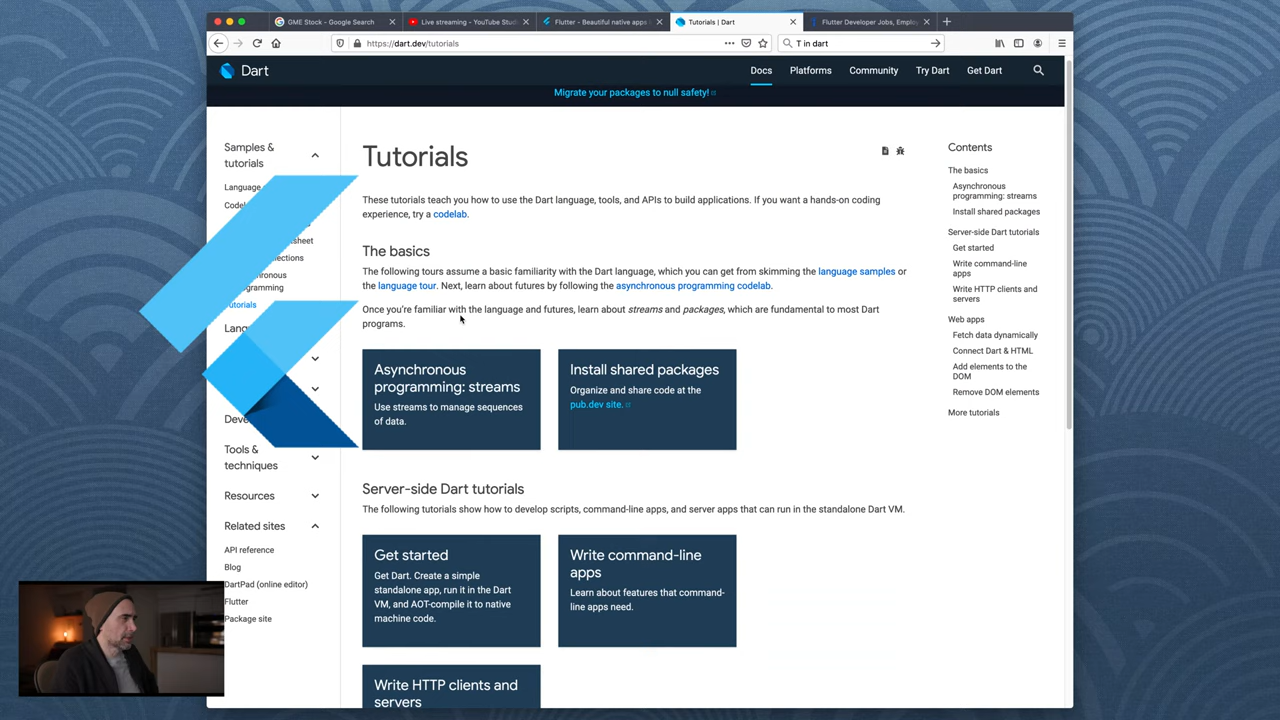 GME Stock - Google Search
Live streaming - YouTube Stud
Flutter - Beautiful native apps
Tutorials | Dart
Flutter Developer Jobs, Employ
https://dart.dev/tutorials
T in dart
Dart
Docs
Platforms
Community
Try Dart
Get Dart
Migrate your packages to null safety!
Samples &
tutorials
Language
Codel
sheet
ections
chronous
gramming
utorials
Lang
Deve
Tools &
techniques
Resources
Related sites
API reference
Blog
DartPad (online editor)
Flutter
Package site
Tutorials
These tutorials teach you how to use the Dart language, tools, and APIs to build applications. If you want a hands-on coding
experience, try a codelab.
The basics
The following tours assume a basic familiarity with the Dart language, which you can get from skimming the language samples or
the language tour. Next, learn about futures by following the asynchronous programming codelab.
Once you're familiar with the language and futures, learn about streams and packages, which are fundamental to most Dart
programs.
Asynchronous
programming: streams
Use streams to manage sequences
of data.
Install shared packages
Organize and share code at the
pub.dev site.
Server-side Dart tutorials
The following tutorials show how to develop scripts, command-line apps, and server apps that can run in the standalone Dart VM.
Get started
Get Dart. Create a simple
standalone app, run it in the Dart
VM, and AOT-compile it to native
machine code.
Write command-line
apps
Learn about features that command-
line apps need.
Write HTTP clients and
servers
Contents
The basics
Asynchronous
programming: streams
Install shared packages
Server-side Dart tutorials
Get started
Write command-line
apps
Write HTTP clients and
servers
Web apps
Fetch data dynamically
Connect Dart & HTML
Add elements to the
DOM
Remove DOM elements
More tutorials